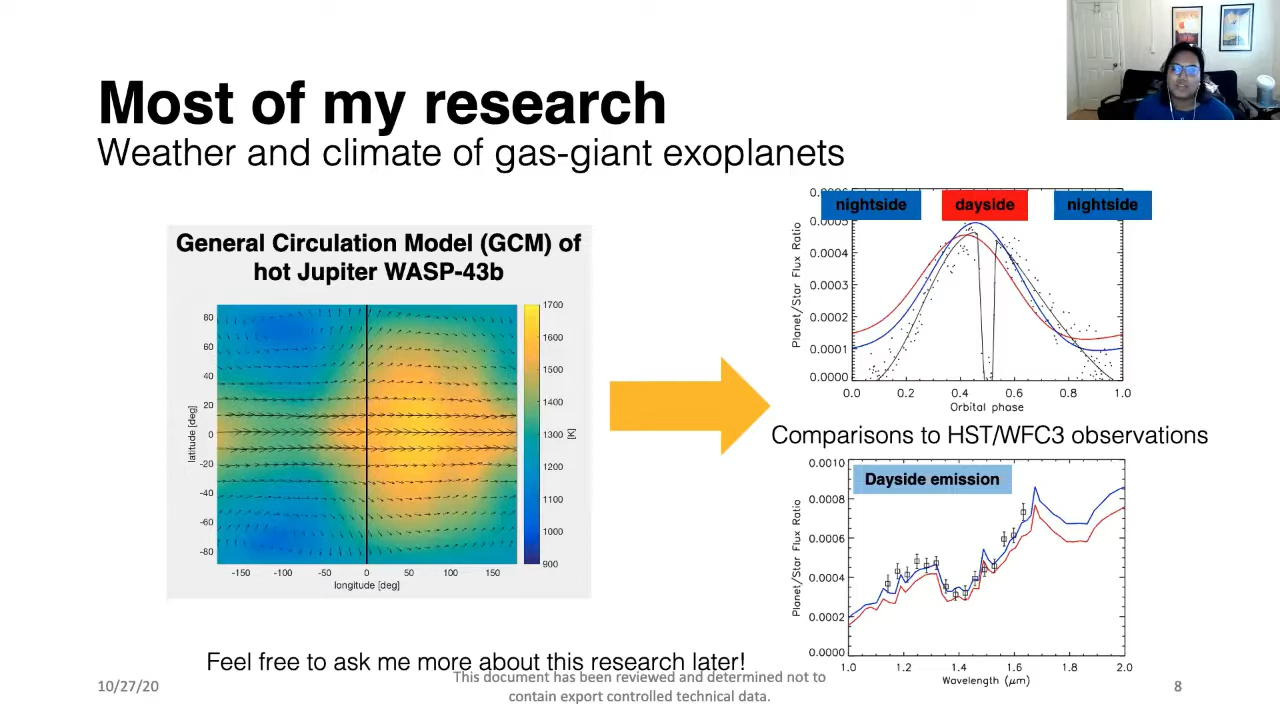 Most of my research
Weather and climate of gas-giant exoplanets
General Circulation Model (GCM) of
hot Jupiter WASP-43b
80
60
40
20
0
-20
-40
-60
-80
latitude [deg]
-150 -100 -50 0 50 100 150
longitude [deg]
1700
1600
1500
1400
1300
1200
1100
1000
900
[K]
nightside dayside nightside
0.0006
0.0005
0.0004
0.0003
0.0002
0.0001
0.0000
Planet/Star Flux Ratio
0.0 0.2 0.4 0.6 0.8 1.0
Orbital phase
Comparisons to HST/WFC3 observations
Dayside emission
0.0010
0.0008
0.0006
0.0004
0.0002
0.0000
Planet/Star Flux Ratio
1.0 1.2 1.4 1.6 1.8 2.0
Wavelength (μm)
Feel free to ask me more about this research later!
10/27/20
This document has been reviewed and determined not to
contain export controlled technical data.
8